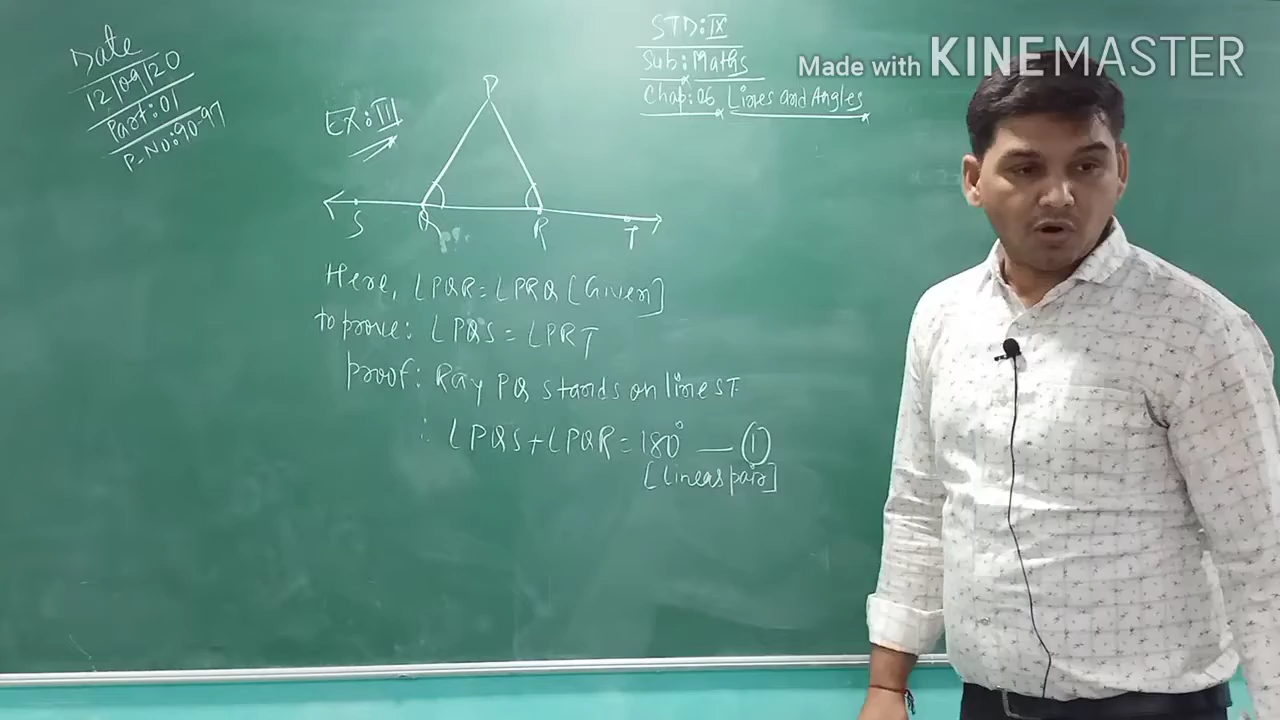 Date
12/09/20
Part:01
P-NO:90-97
STD:IX
Sub:Maths
Chap:06 Lines and Angles
Made with KINEMASTER
EX:III
P
S
Q
R
T
Here, ∠PQR=∠PRQ [Given]
to prove: ∠PQS = ∠PRT
proof: Ray PQ stands on line ST
∴ ∠PQS+∠PQR=180° — ①
[linear pair]